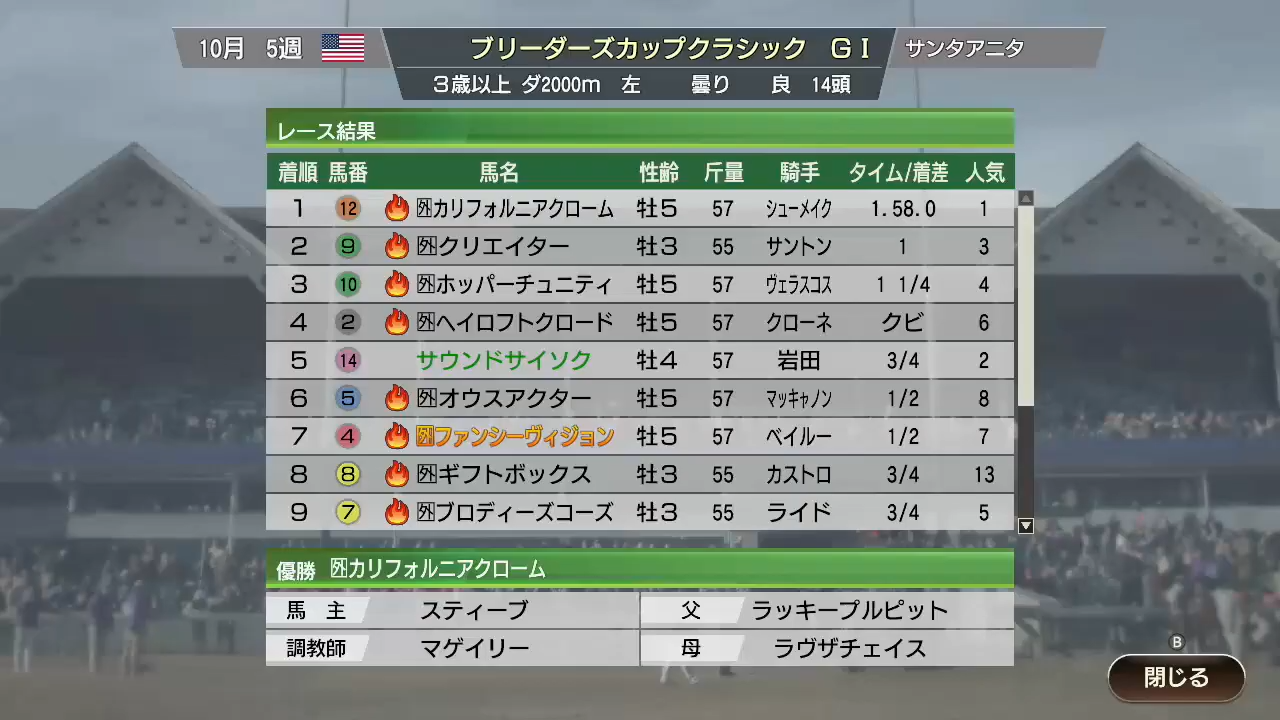 10月 5週 ブリーダーズカップクラシック GⅠ サンタアニタ
3歳以上 ダ2000m 左 曇り 良 14頭
レース結果
着順 馬番 馬名 性齢 斤量 騎手 タイム/着差 人気
1 12 外カリフォルニアクローム 牡5 57 シューメイク 1.58.0 1
2 9 外クリエイター 牡3 55 サントン 1 3
3 10 外ホッパーチュニティ 牡5 57 ヴェラスコス 1 1/4 4
4 2 外ヘイロフトクロード 牡5 57 クローネ クビ 6
5 14 サウンドサイソク 牡4 57 岩田 3/4 2
6 5 外オウスアクター 牡5 57 マッキャノン 1/2 8
7 4 外ファンシーヴィジョン 牡5 57 ベイルー 1/2 7
8 8 外ギフトボックス 牡3 55 カストロ 3/4 13
9 7 外ブロディーズコーズ 牡3 55 ライド 3/4 5
優勝 外カリフォルニアクローム
馬主 スティーブ 父 ラッキープルピット
調教師 マゲイリー 母 ラヴザチェイス
B
閉じる